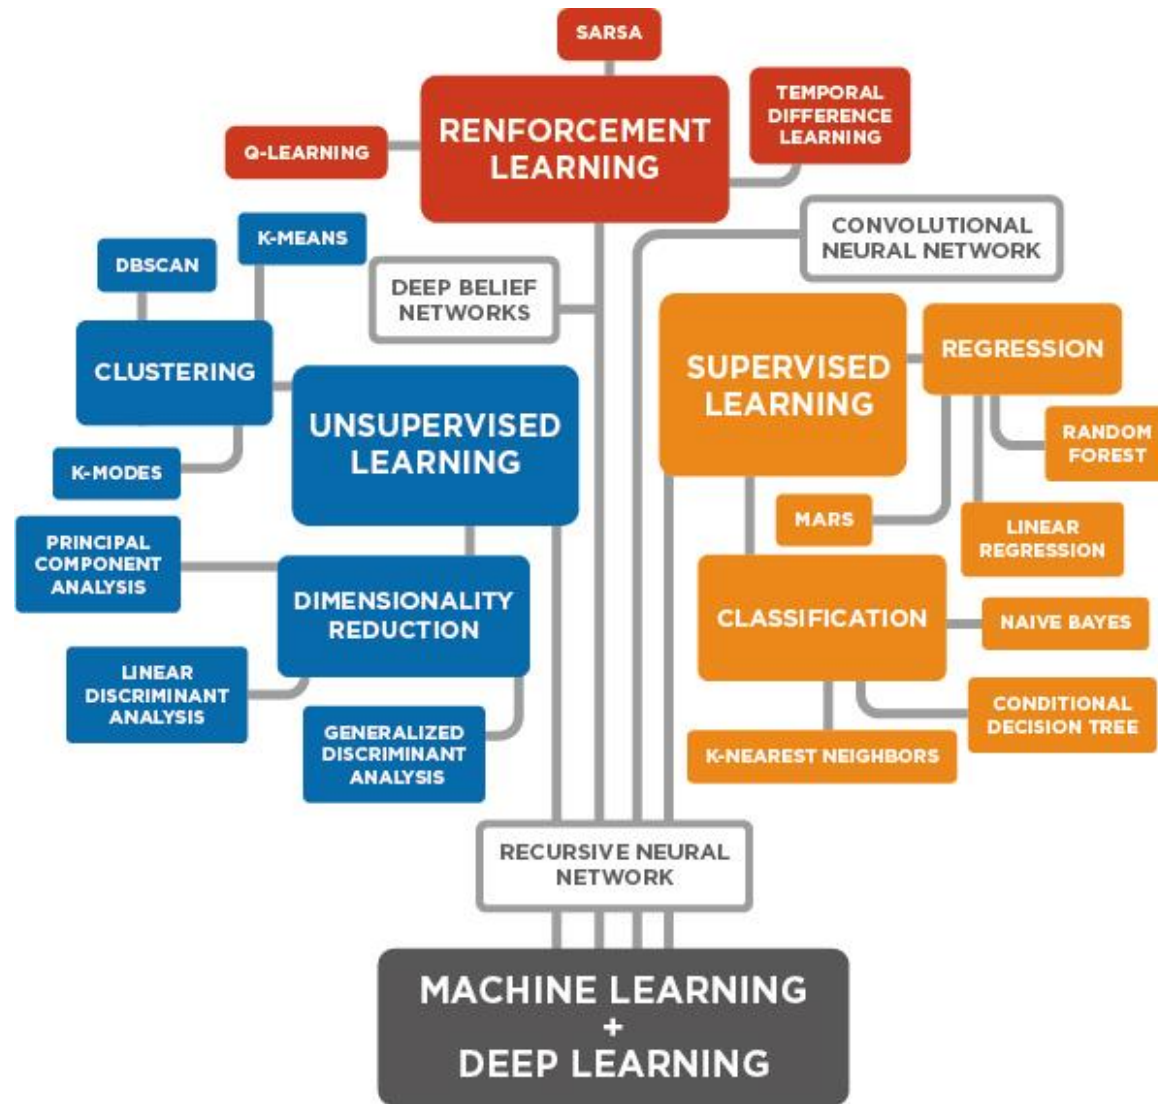 SARSA
RENFORCEMENT
LEARNING
TEMPORAL
DIFFERENCE
LEARNING
Q-LEARNING
CONVOLUTIONAL
NEURAL NETWORK
K-MEANS
DBSCAN
DEEP BELIEF
NETWORKS
CLUSTERING
UNSUPERVISED
LEARNING
K-MODES
SUPERVISED
LEARNING
REGRESSION
RANDOM
FOREST
MARS
LINEAR
REGRESSION
PRINCIPAL
COMPONENT
ANALYSIS
DIMENSIONALITY
REDUCTION
LINEAR
DISCRIMINANT
ANALYSIS
GENERALIZED
DISCRIMINANT
ANALYSIS
CLASSIFICATION
NAIVE BAYES
CONDITIONAL
DECISION TREE
K-NEAREST NEIGHBORS
RECURSIVE NEURAL
NETWORK
MACHINE LEARNING
+
DEEP LEARNING